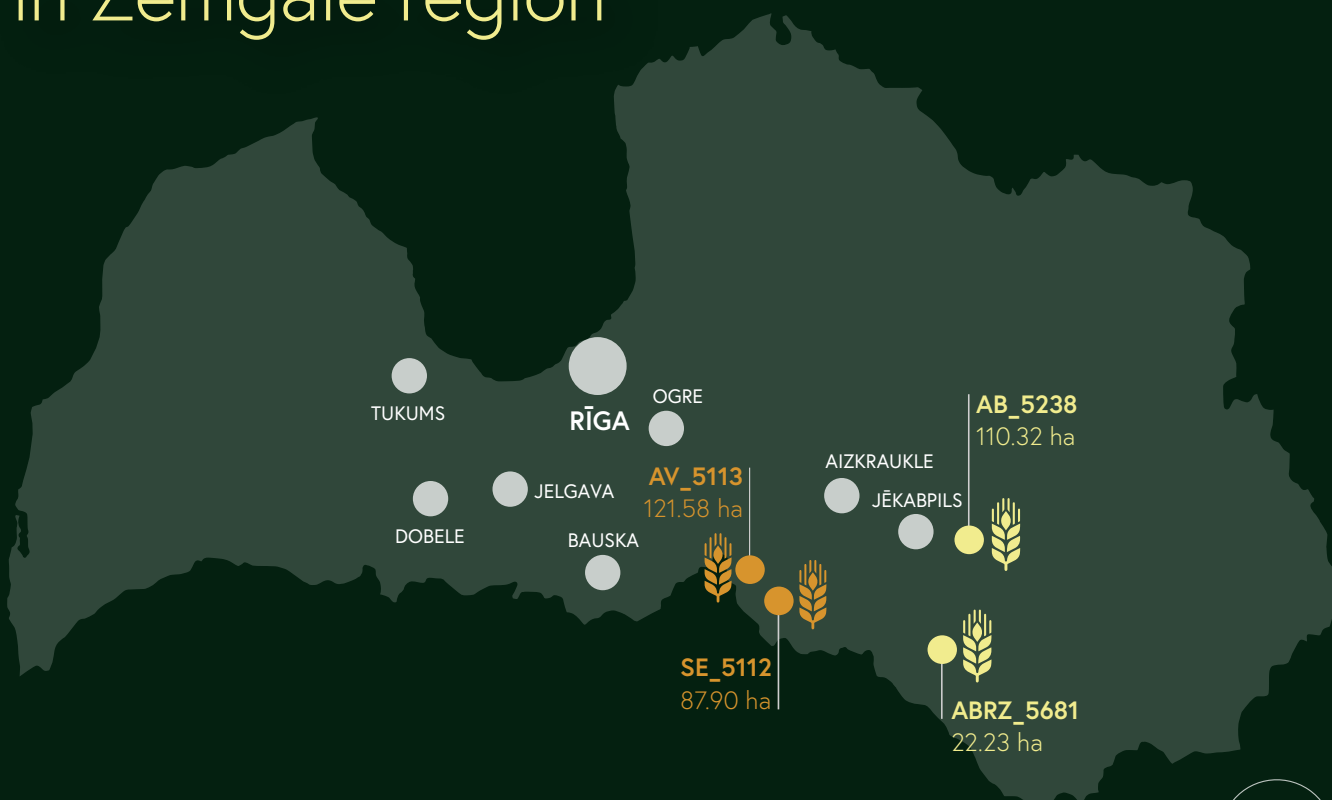 in Zemgale region
TUKUMS
RĪGA
OGRE
AB_5238
110.32 ha
AIZKRAUKLE
AV_5113
121.58 ha
JĒKABPILS
JELGAVA
DOBELE
BAUSKA
SE_5112
87.90 ha
ABRZ_5681
22.23 ha